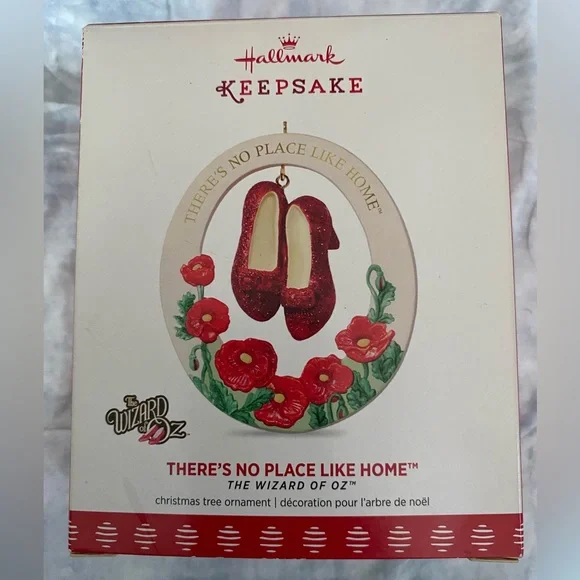 Hallmark
KEEPSAKE
THERE'S NO PLACE LIKE HOME™
The
WIZARD
of OZ™
THERE'S NO PLACE LIKE HOME™
THE WIZARD OF OZ™
christmas tree ornament | décoration pour l'arbre de noël